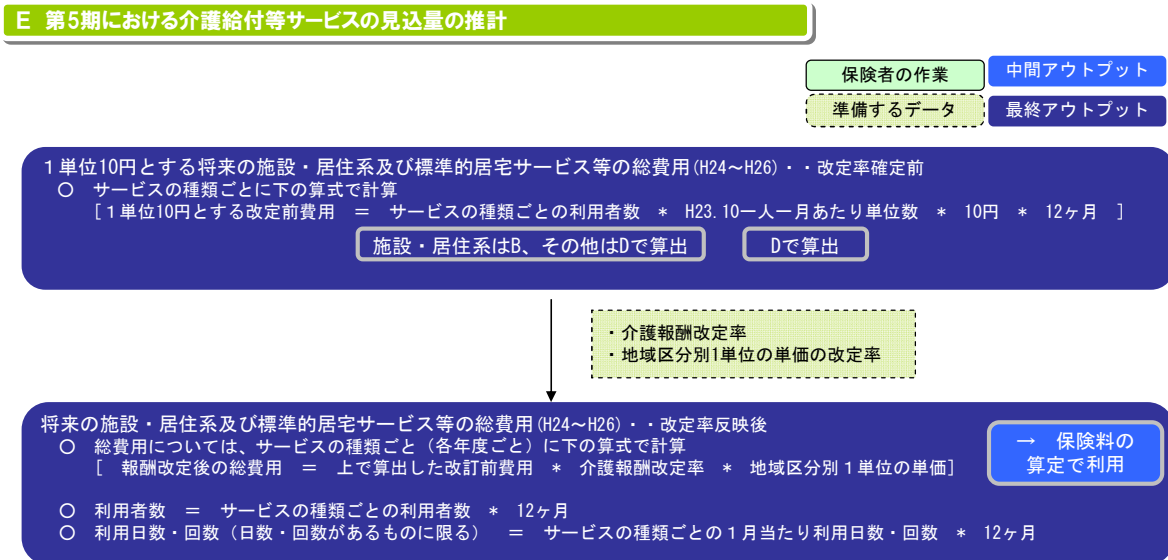 E 第5期における介護給付等サービスの見込量の推計
保険者の作業
中間アウトプット
準備するデータ
最終アウトプット
1単位10円とする将来の施設・居住系及び標準的居宅サービス等の総費用(H24~H26)・・改定率確定前
○ サービスの種類ごとに下の算式で計算
[1単位10円とする改定前費用 = サービスの種類ごとの利用者数 * H23.10一人一月あたり単位数 * 10円 * 12ヶ月 ]
施設・居住系はB、その他はDで算出
Dで算出
・介護報酬改定率
・地域区分別1単位の単価の改定率
将来の施設・居住系及び標準的居宅サービス等の総費用(H24~H26)・・改定率反映後
○ 総費用については、サービスの種類ごと(各年度ごと)に下の算式で計算
[ 報酬改定後の総費用 = 上で算出した改訂前費用 * 介護報酬改定率 * 地域区分別1単位の単価]
→ 保険料の
算定で利用
○ 利用者数 = サービスの種類ごとの利用者数 * 12ヶ月
○ 利用日数・回数(日数・回数があるものに限る) = サービスの種類ごとの1月当たり利用日数・回数 * 12ヶ月